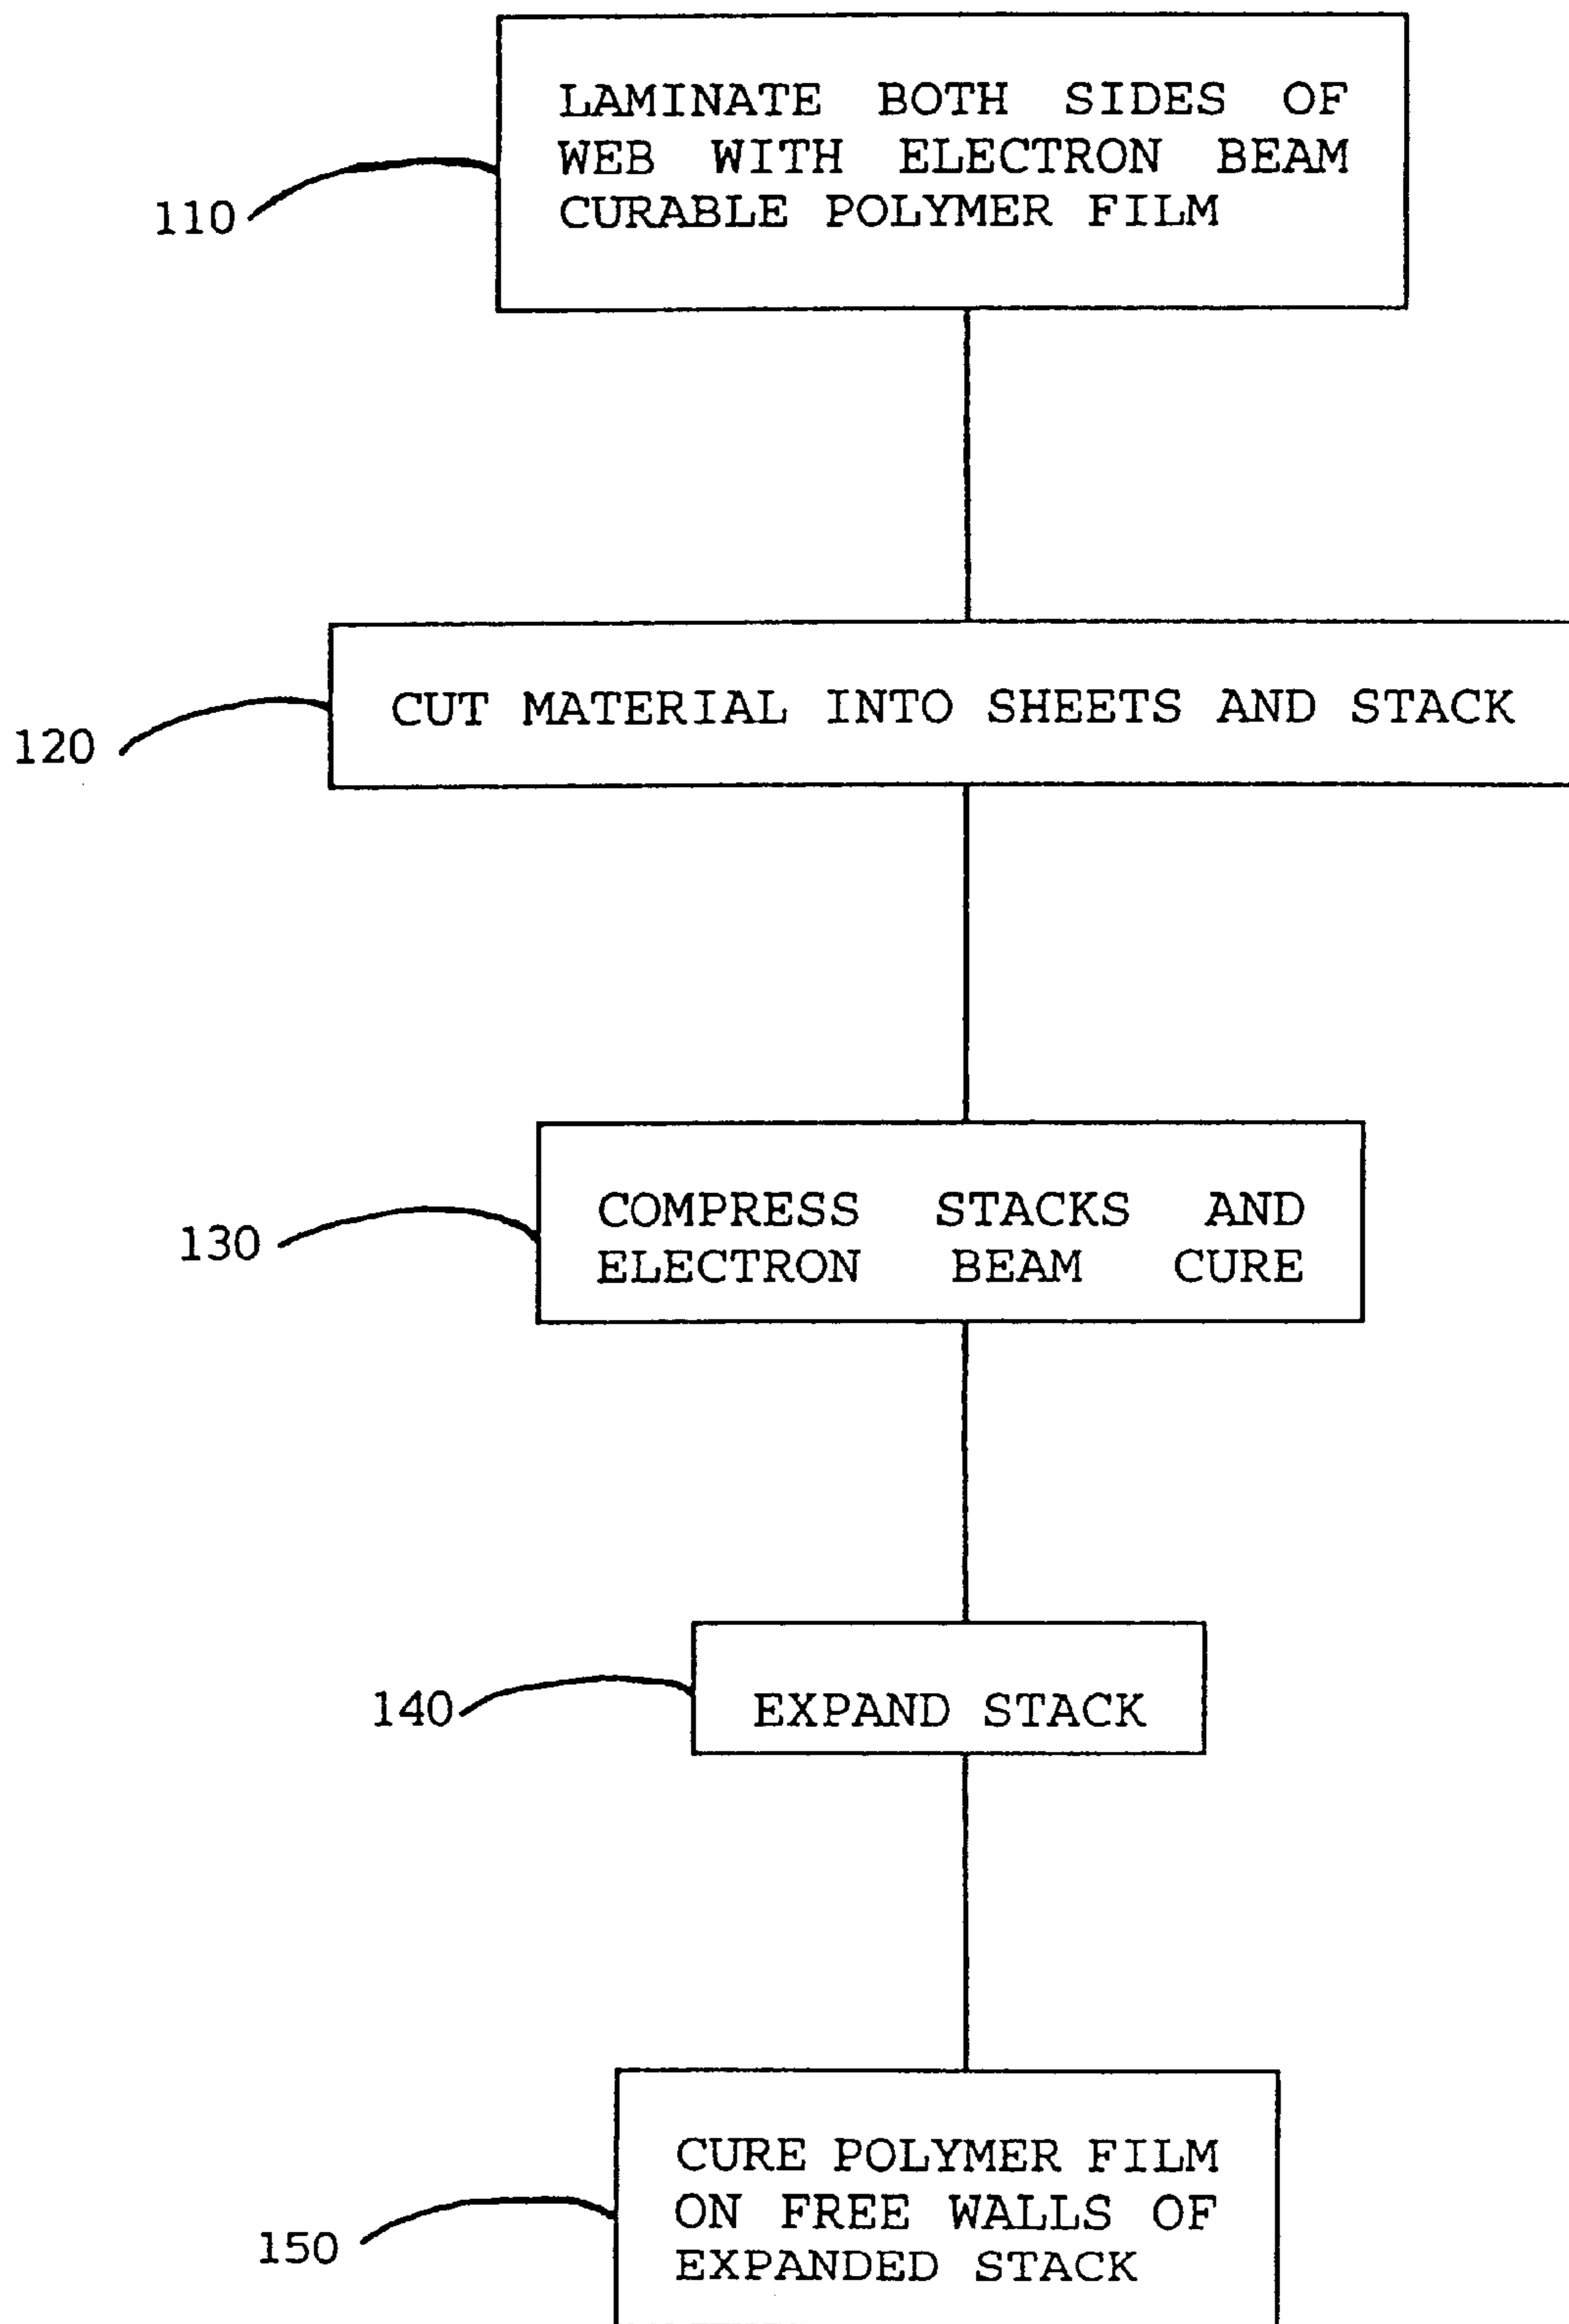 LAMINATE BOTH SIDES OF
WEB WITH ELECTRON BEAM
CURABLE POLYMER FILM
110
CUT MATERIAL INTO SHEETS AND STACK
120
COMPRESS STACKS AND
ELECTRON BEAM CURE
130
EXPAND STACK
140
CURE POLYMER FILM
ON FREE WALLS OF
EXPANDED STACK
150